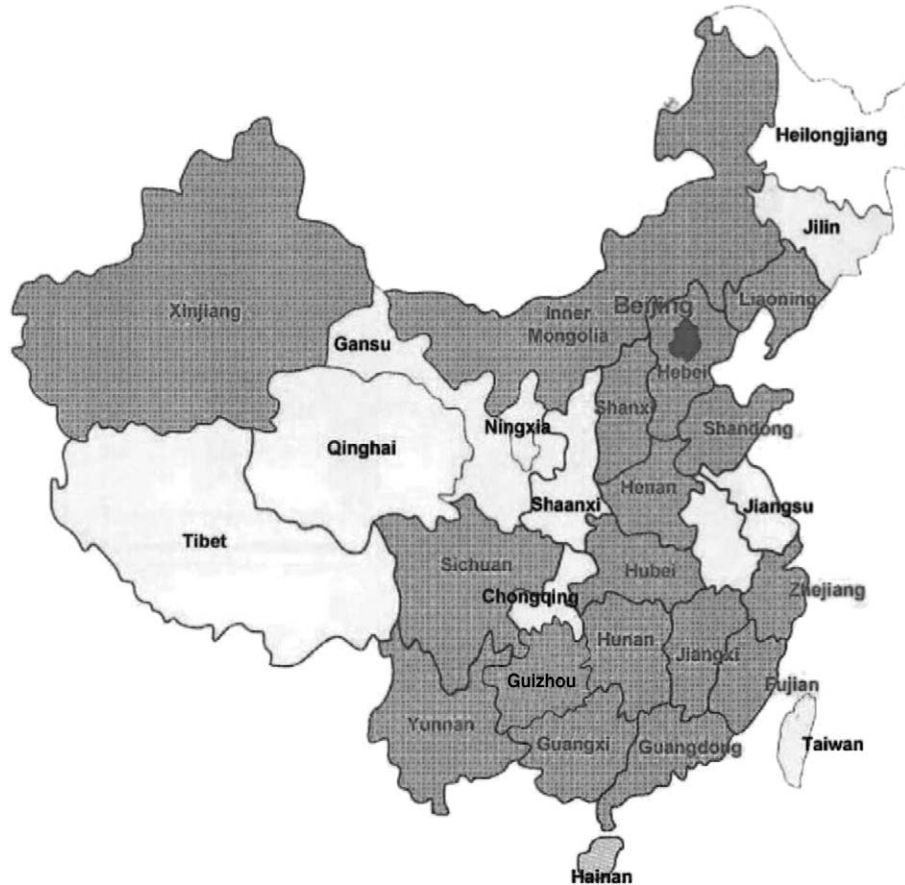 Heilongjiang
Jilin
Xinjiang
Inner
Mongolia
Beijing
Liaoning
Gansu
Hebei
Shanxi
Shandong
Qinghai
Ningxia
Henan
Shaanxi
Jiangsu
Tibet
Sichuan
Hubei
Chongqing
Zhejiang
Hunan
Jiangxi
Guizhou
Fujian
Yunnan
Guangxi
Guangdong
Taiwan
Hainan